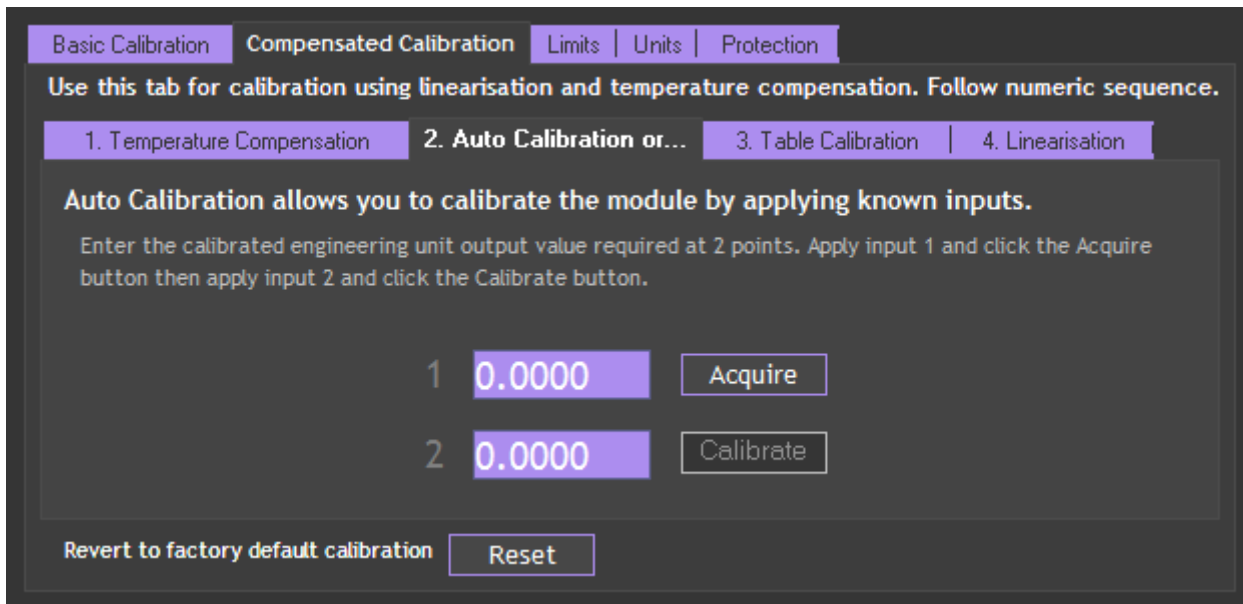 Basic Calibration Compensated Calibration Limits Units Protection
Use this tab for calibration using linearisation and temperature compensation. Follow numeric sequence.
1. Temperature Compensation 2. Auto Calibration or... 3. Table Calibration 4. Linearisation
Auto Calibration allows you to calibrate the module by applying known inputs.
Enter the calibrated engineering unit output value required at 2 points. Apply input 1 and click the Acquire
button then apply input 2 and click the Calibrate button.
1 0.0000 Acquire
2 0.0000 Calibrate
Revert to factory default calibration Reset